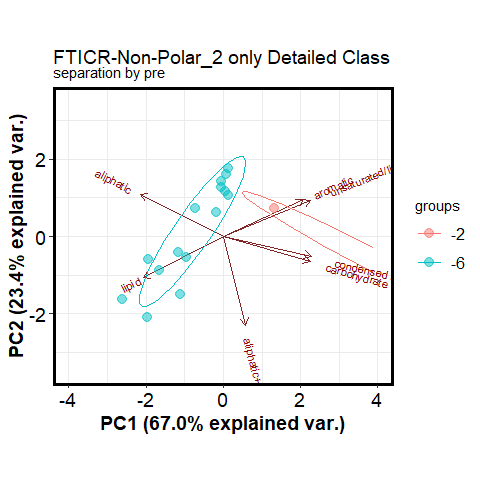 FTICR-Non-Polar_2 only Detailed Class
separation by pre
PC2 (23.4% explained var.)
2
0
-2
aliphatic
aromatic
unsaturated/li
lipid
condensed
carbohydrate
aliphatic+
-4
-2
0
2
4
PC1 (67.0% explained var.)
groups
-2
-6